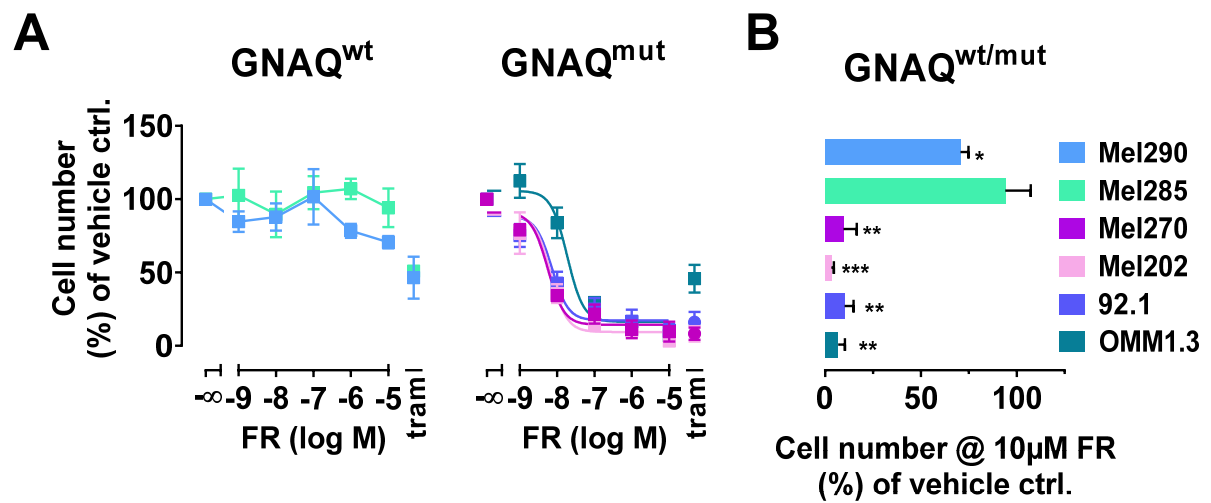 A
GNAQwt
GNAQmut
Cell number
(%) of vehicle ctrl.
150
100
50
0
-∞ -9 -8 -7 -6 -5 tram
FR (log M)
-∞ -9 -8 -7 -6 -5 tram
FR (log M)
B
GNAQwt/mut
*
**
***
**
**
Mel290
Mel285
Mel270
Mel202
92.1
OMM1.3
0 50 100
Cell number @ 10µM FR
(%) of vehicle ctrl.